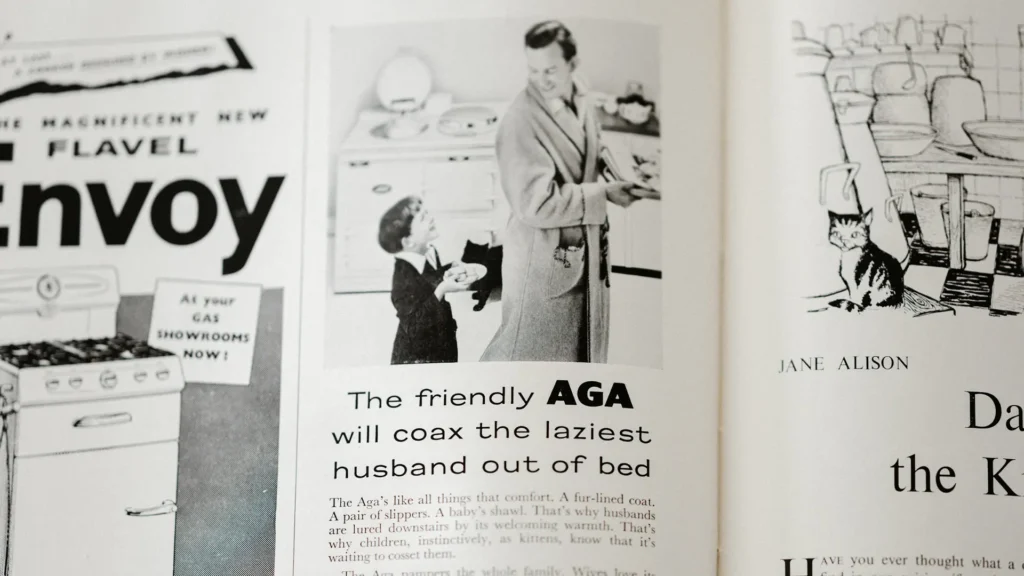 MAGNIFICENT NEW
FLAVEL
At your
GAS
SHOWROOMS
NOW!
The friendly AGA
will coax the laziest
husband out of bed
The Aga's like all things that comfort. A fur-lined coat.
A pair of slippers. A baby's shawl. That's why husbands
are lured downstairs by its welcoming warmth. That's
why children, instinctively, as kittens, know that it's
waiting to cosset them.
The Aga pampers the whole family. Wives love its
JANE ALISON
the
HAVE you ever thought what a